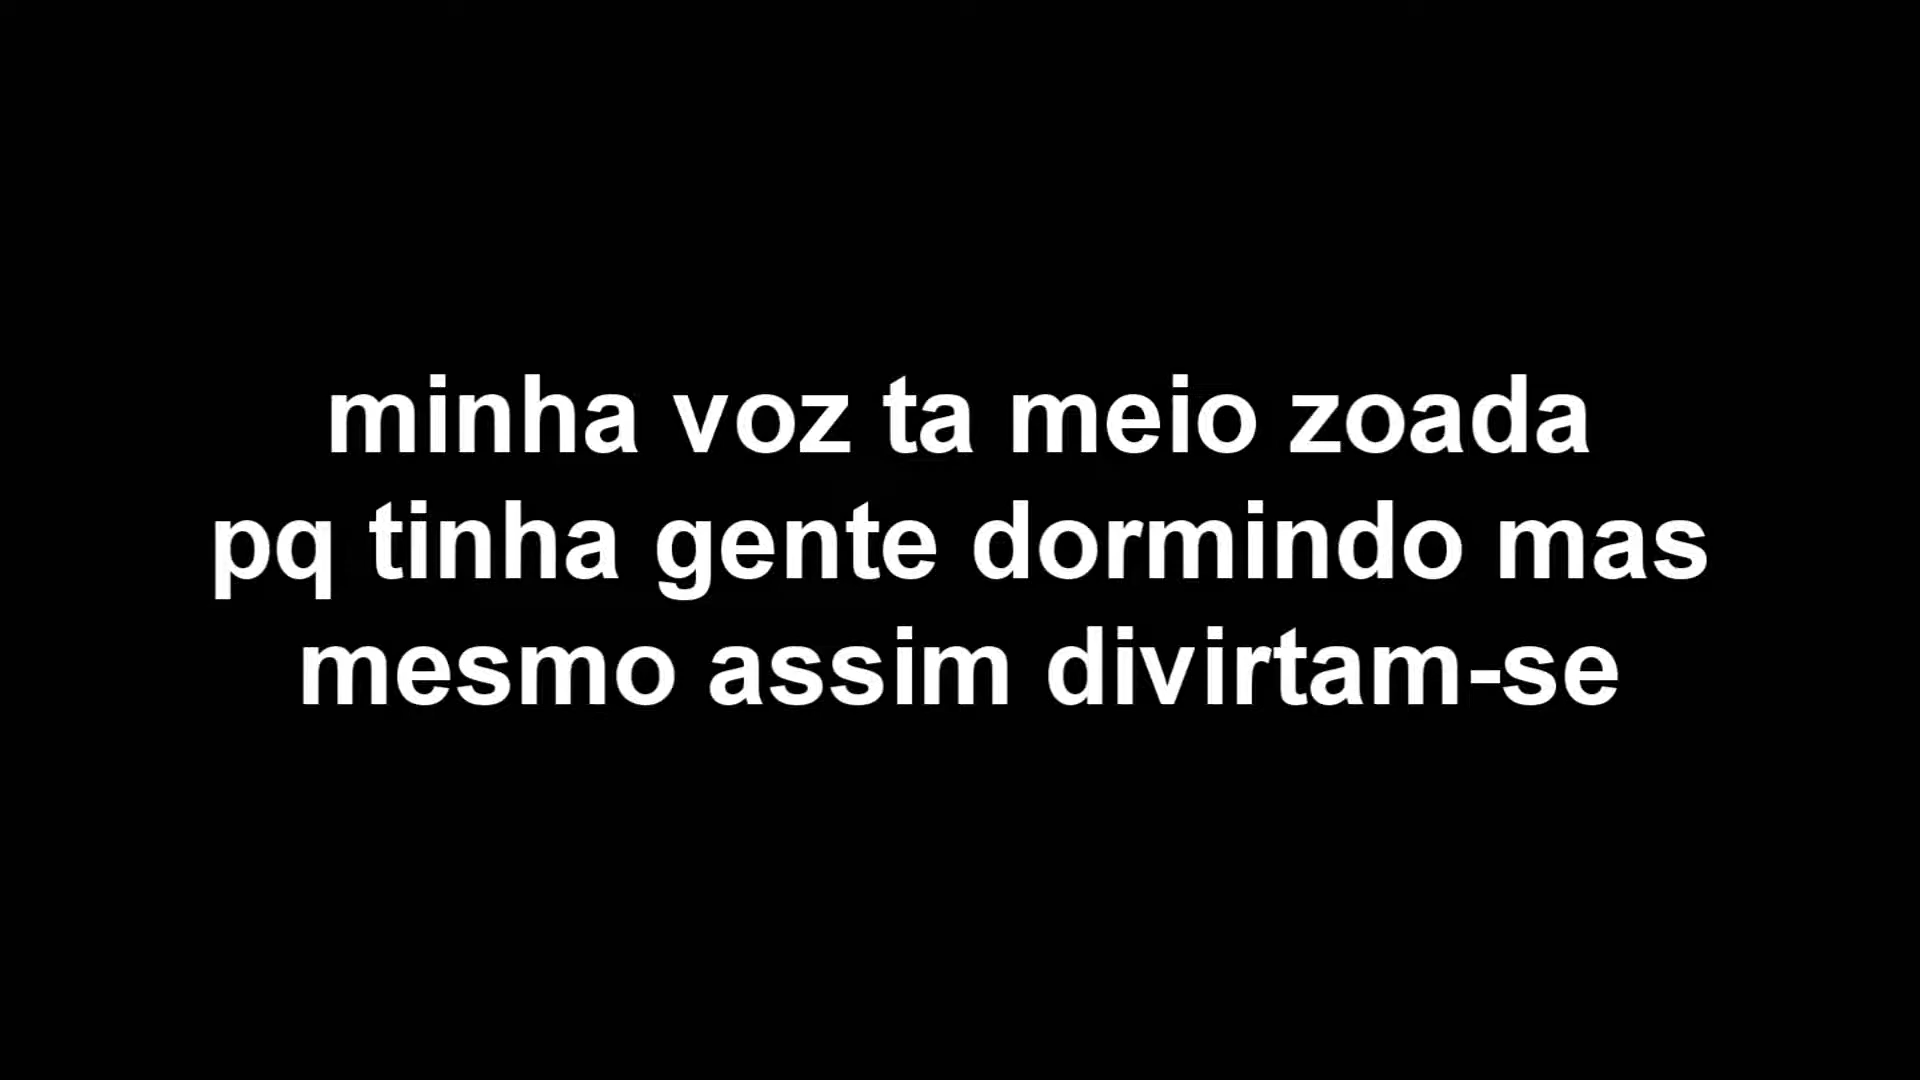 minha voz ta meio zoada
pq tinha gente dormindo mas
mesmo assim divirtam-se